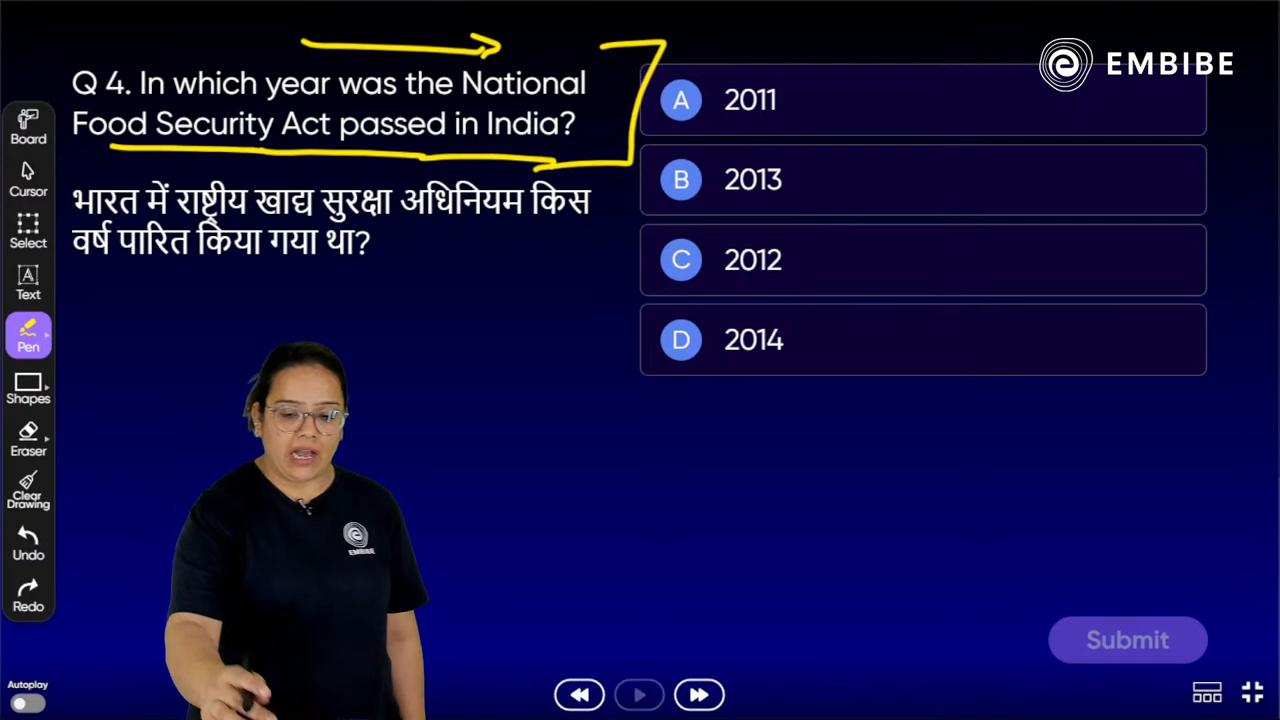 EMBIBE
Q 4. In which year was the National
Food Security Act passed in India?
भारत में राष्ट्रीय खाद्य सुरक्षा अधिनियम किस
वर्ष पारित किया गया था?
A 2011
B 2013
C 2012
D 2014
Board
Cursor
Select
A
Text
Pen
Shapes
Eraser
Clear
Drawing
Undo
Redo
EMBIBE
Submit
Autoplay